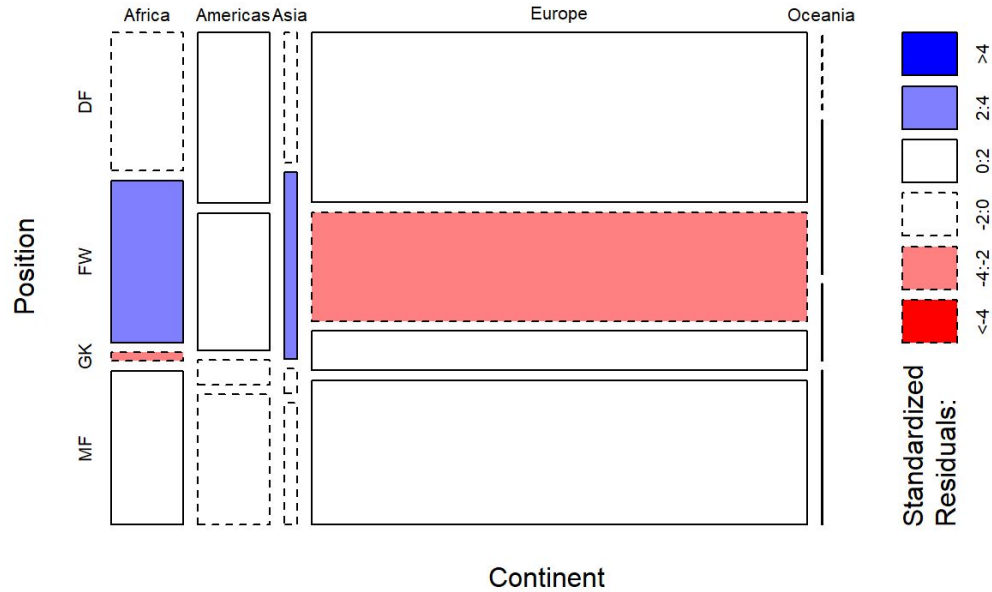 Africa
Americas
Asia
Europe
Oceania
DF
FW
GK
MF
Position
Continent
>4
2:4
0:2
-2:0
-4:-2
<-4
Standardized
Residuals: